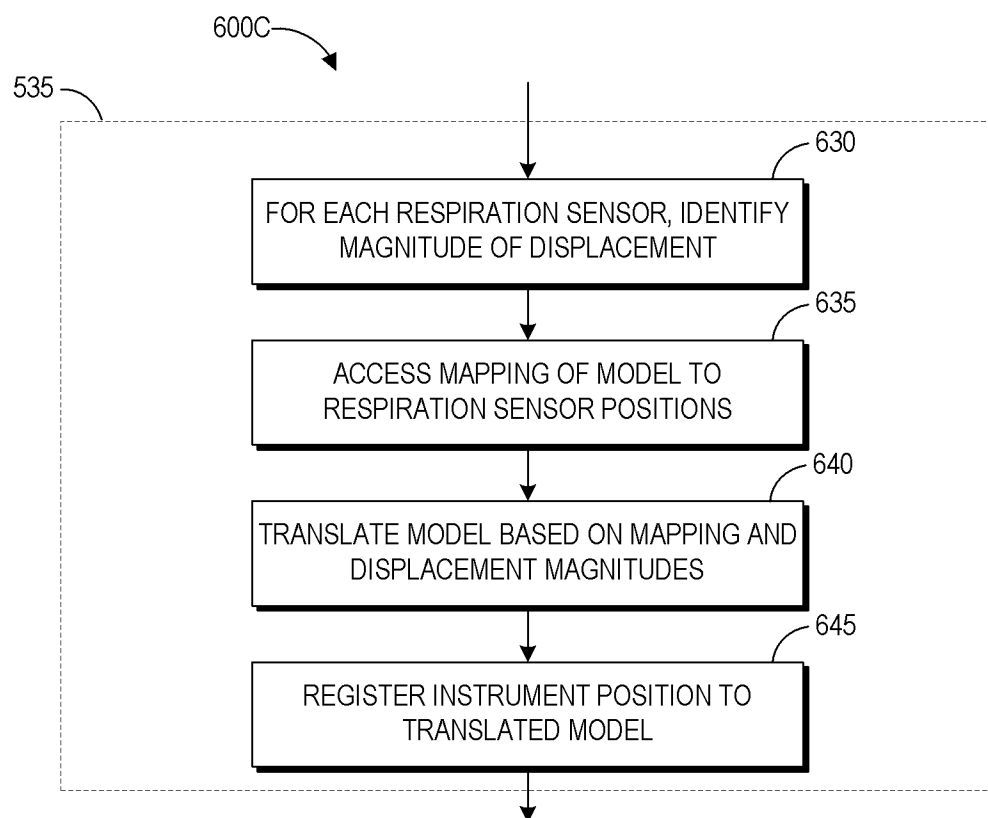 600C
535
630
FOR EACH RESPIRATION SENSOR, IDENTIFY
MAGNITUDE OF DISPLACEMENT
635
ACCESS MAPPING OF MODEL TO
RESPIRATION SENSOR POSITIONS
640
TRANSLATE MODEL BASED ON MAPPING AND
DISPLACEMENT MAGNITUDES
645
REGISTER INSTRUMENT POSITION TO
TRANSLATED MODEL